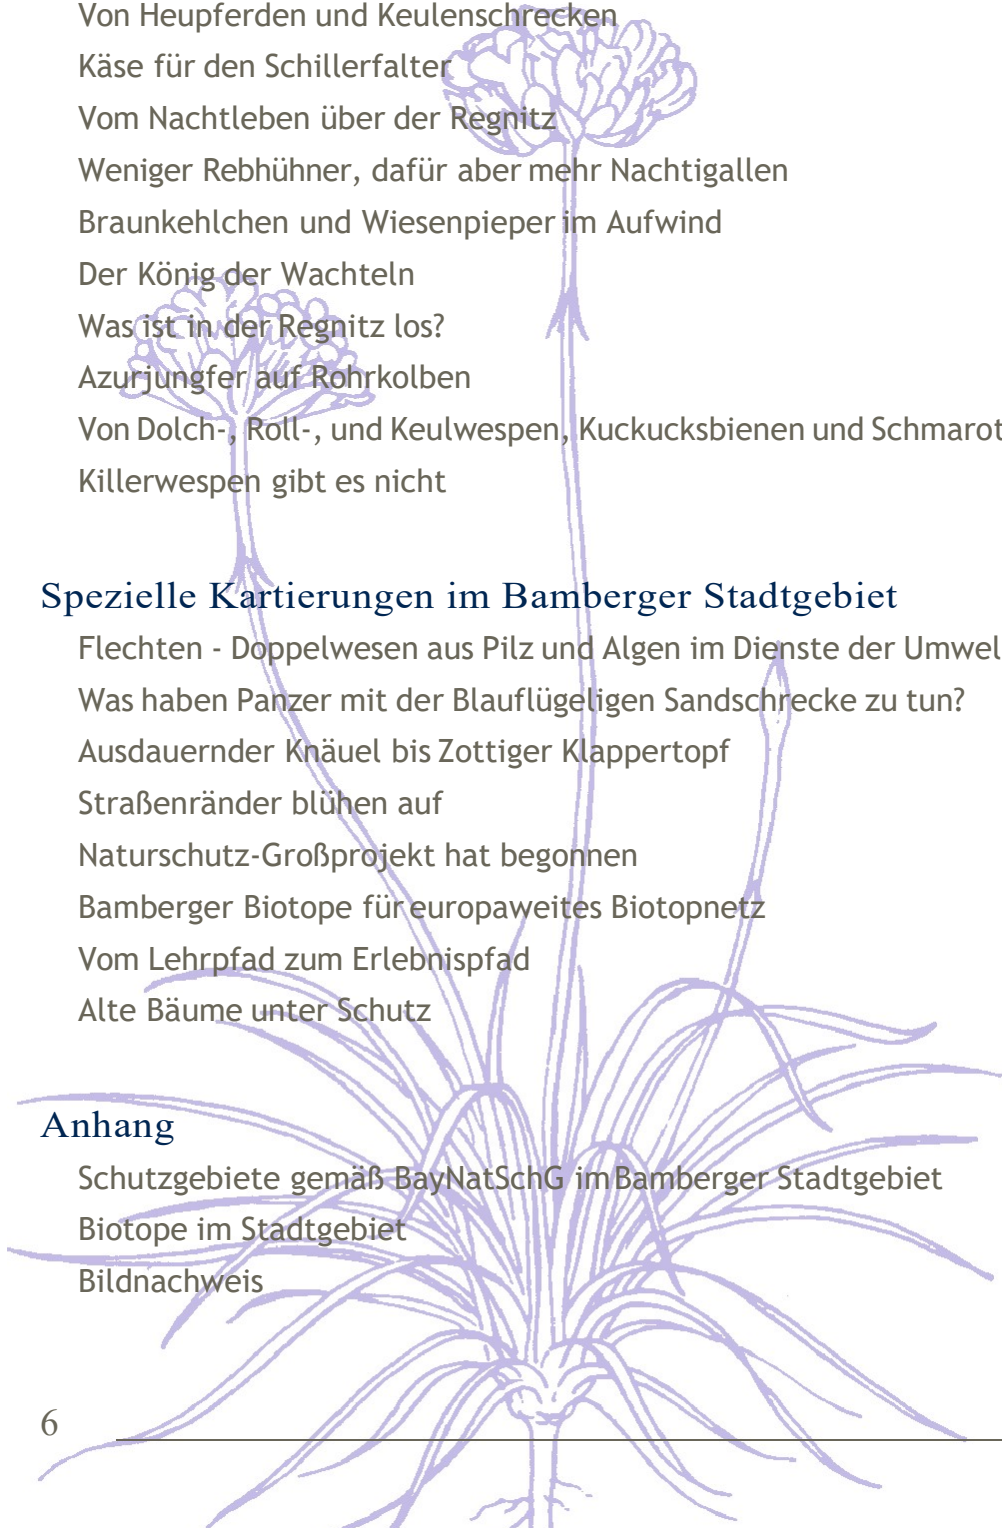 Von Heupferden und Keulenschrecken
Käse für den Schillerfalter
Vom Nachtleben über der Regnitz
Weniger Rebhühner, dafür aber mehr Nachtigallen
Braunkehlchen und Wiesenpieper im Aufwind
Der König der Wachteln
Was ist in der Regnitz los?
Azurjungfer auf Rohrkolben
Von Dolch-, Roll-, und Keulwespen, Kuckucksbienen und Schmarot
Killerwespen gibt es nicht
Spezielle Kartierungen im Bamberger Stadtgebiet
Flechten - Doppelwesen aus Pilz und Algen im Dienste der Umwel
Was haben Panzer mit der Blauflügeligen Sandschrecke zu tun?
Ausdauernder Knäuel bis Zottiger Klappertopf
Straßenränder blühen auf
Naturschutz-Großprojekt hat begonnen
Bamberger Biotope für europaweites Biotopnetz
Vom Lehrpfad zum Erlebnispfad
Alte Bäume unter Schutz
Anhang
Schutzgebiete gemäß BayNatSchG im Bamberger Stadtgebiet
Biotope im Stadtgebiet
Bildnachweis
6